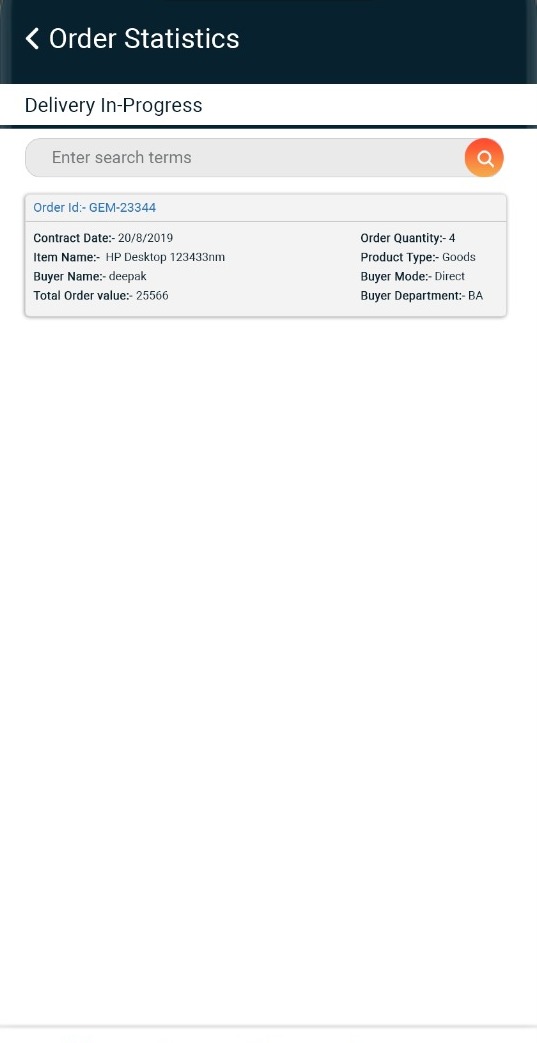 Order Statistics
Delivery In-Progress
Enter search terms
Order Id:- GEM-23344
Contract Date:- 20/8/2019
Order Quantity:- 4
Item Name:- HP Desktop 123433nm
Product Type:- Goods
Buyer Name:- deepak
Buyer Mode:- Direct
Total Order value:- 25566
Buyer Department:- BA